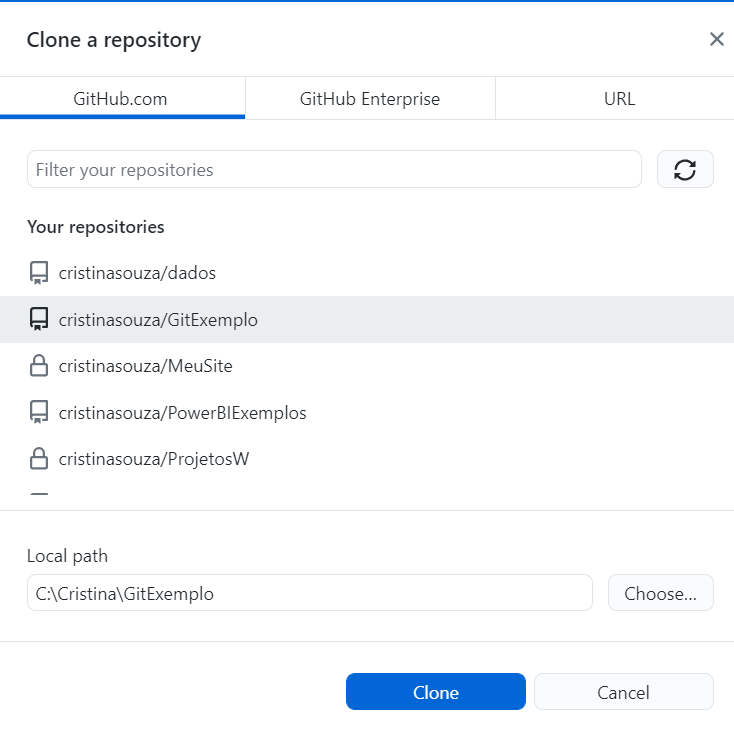 Clone a repository
GitHub.com
GitHub Enterprise
URL
Filter your repositories
Your repositories
cristinasouza/dados
cristinasouza/GitExemplo
cristinasouza/MeuSite
cristinasouza/PowerBIExemplos
cristinasouza/ProjetosW
Local path
C:\Cristina\GitExemplo
Choose...
Clone
Cancel